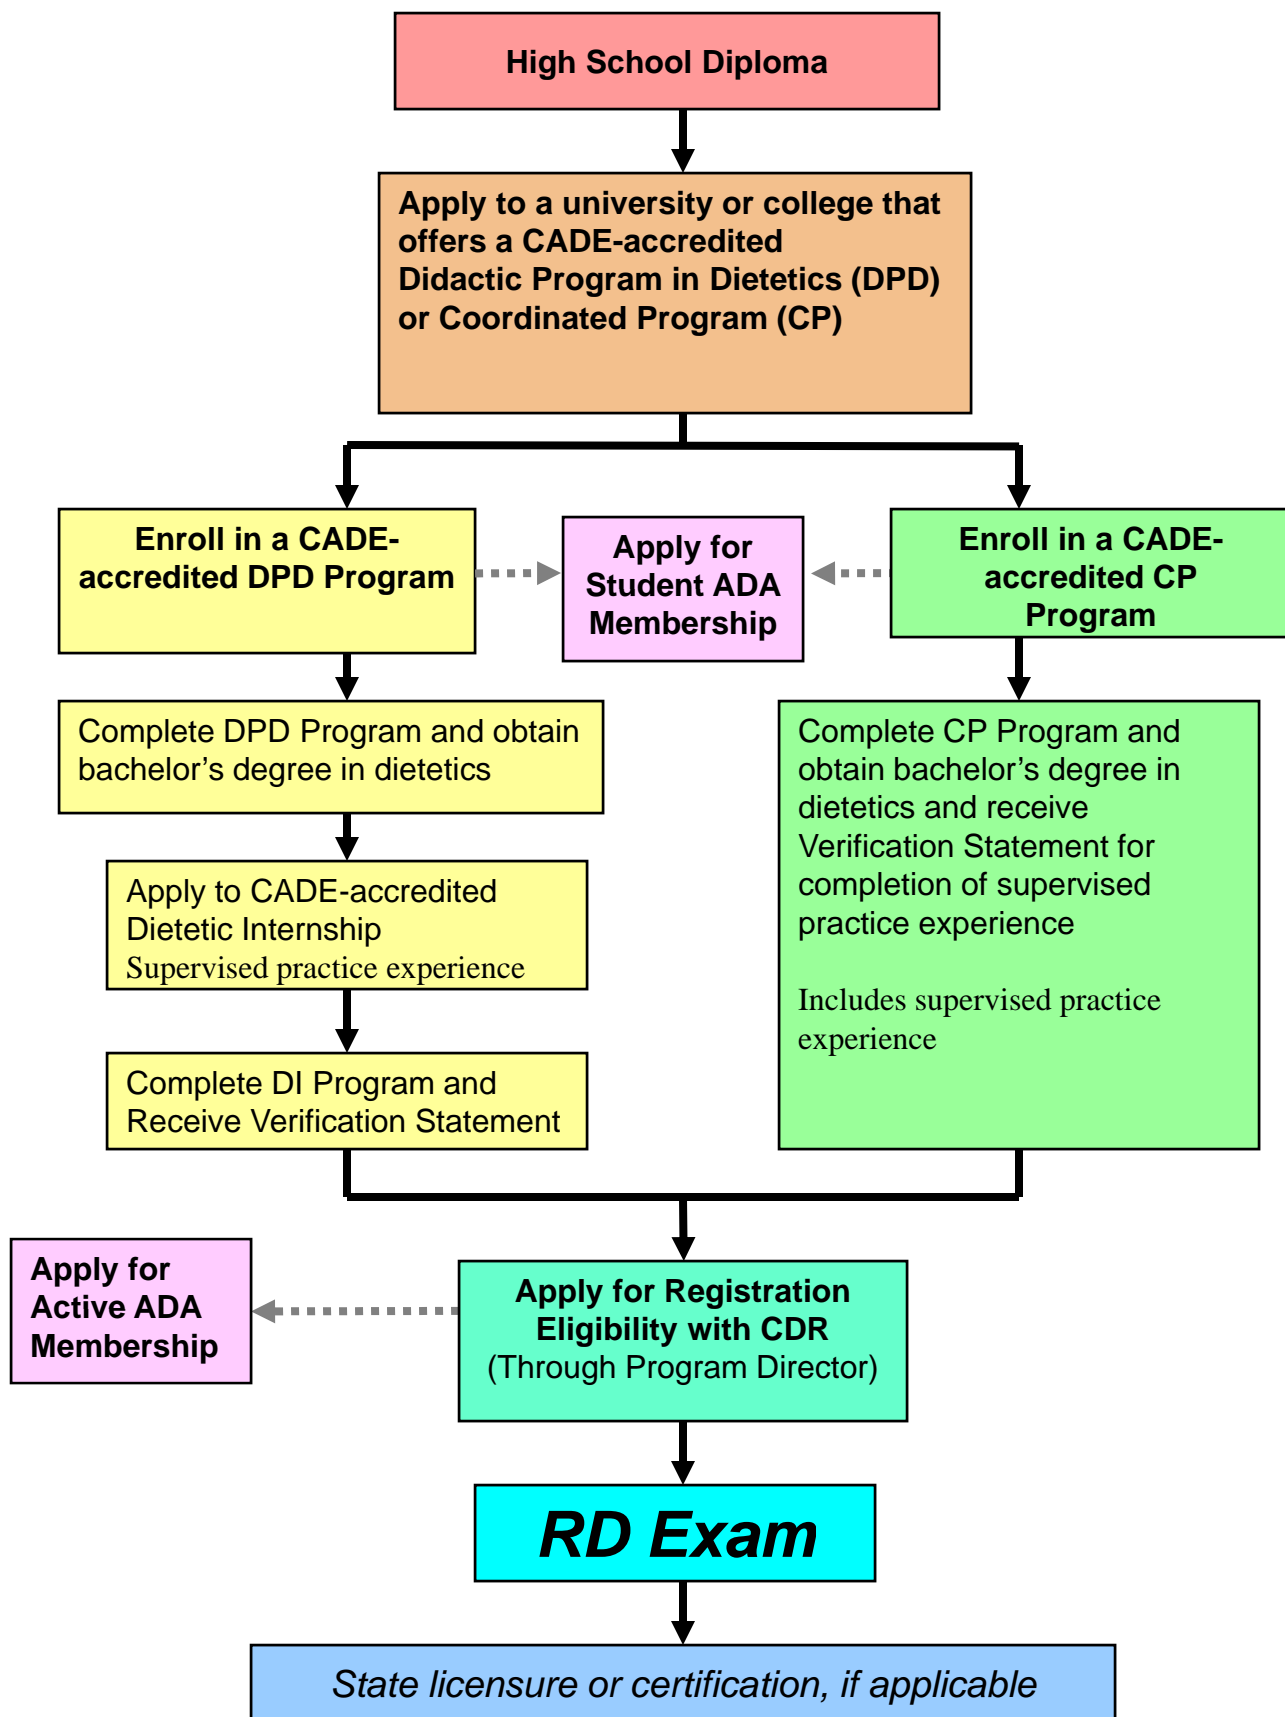 High School Diploma
Apply to a university or college that
offers a CADE-accredited
Didactic Program in Dietetics (DPD)
or Coordinated Program (CP)
Enroll in a CADE-
accredited DPD Program
Apply for
Student ADA
Membership
Enroll in a CADE-
accredited CP
Program
Complete DPD Program and obtain
bachelor’s degree in dietetics
Apply to CADE-accredited
Dietetic Internship
Supervised practice experience
Complete DI Program and
Receive Verification Statement
Complete CP Program and
obtain bachelor’s degree in
dietetics and receive
Verification Statement for
completion of supervised
practice experience
Includes supervised practice
experience
Apply for
Active ADA
Membership
Apply for Registration
Eligibility with CDR
(Through Program Director)
RD Exam
State licensure or certification, if applicable